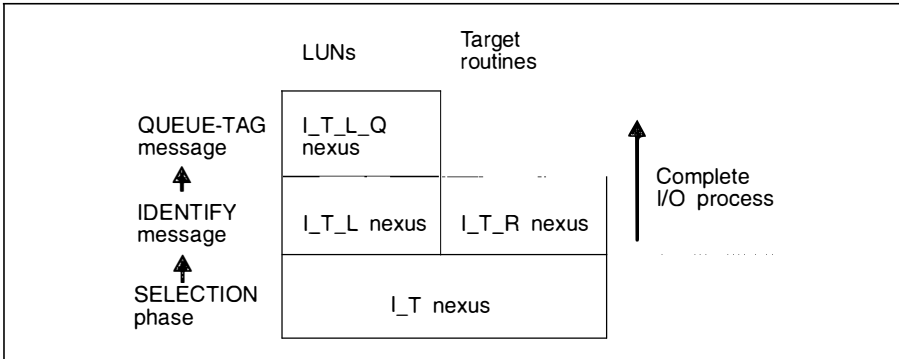 LUNs
Target
routines
QUEUE-TAG
message
I_T_L_Q
nexus
Complete
I/O process
IDENTIFY
message
I_T_L nexus
I_T_R nexus
SELECTION
phase
I_T nexus